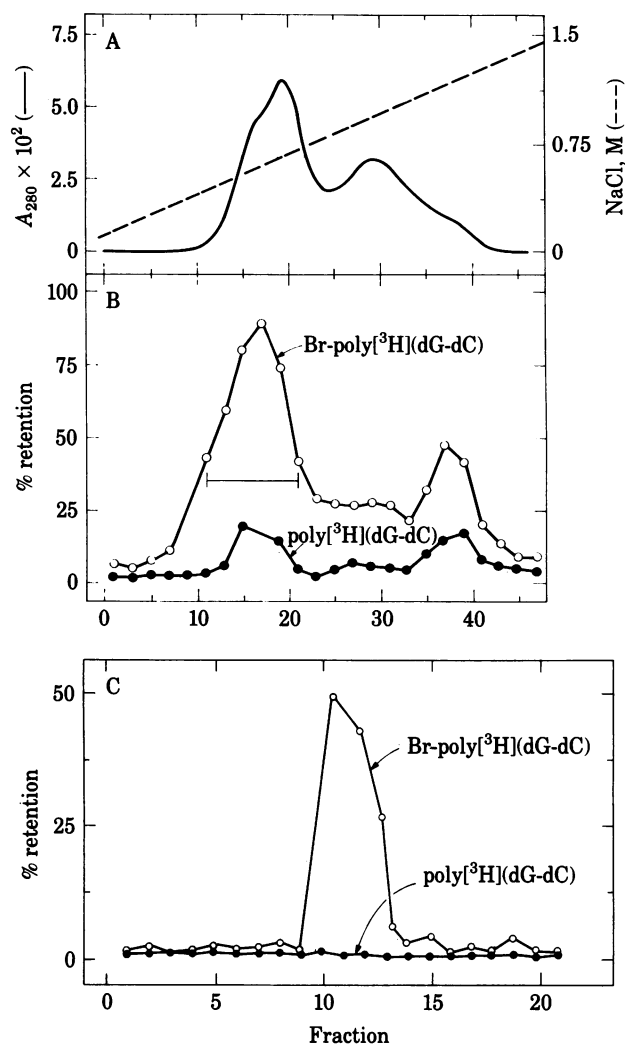 A
7.5
5.0
2.5
0
A280 × 10² (——)
1.5
0.75
0
NaCl, M (---)
B
100
75
50
25
0
% retention
Br-poly[³H](dG-dC)
poly[³H](dG-dC)
0 10 20 30 40
C
50
25
0
% retention
Br-poly[³H](dG-dC)
poly[³H](dG-dC)
0 5 10 15 20
Fraction